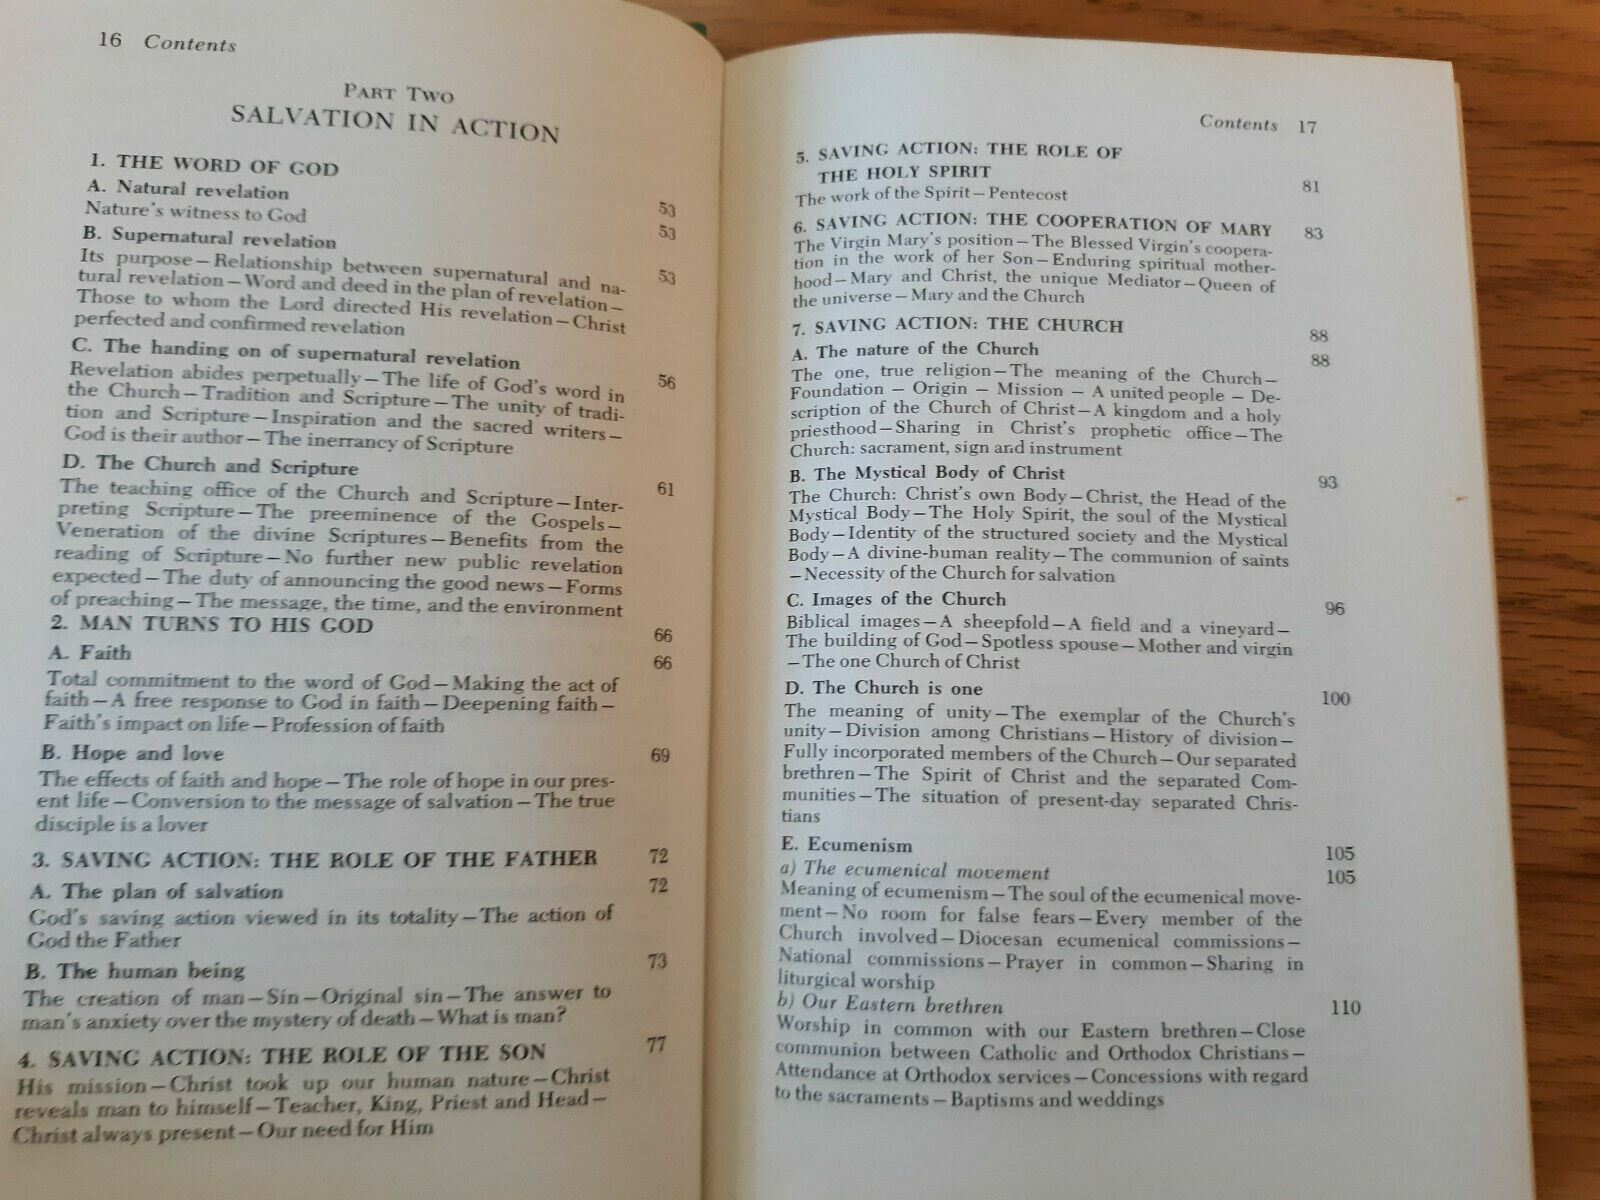 16 Contents
PART TWO
SALVATION IN ACTION
1. THE WORD OF GOD 53
A. Natural revelation 53
Nature's witness to God
B. Supernatural revelation 53
Its purpose—Relationship between supernatural and na-
tural revelation—Word and deed in the plan of revelation—
Those to whom the Lord directed His revelation—Christ
perfected and confirmed revelation
C. The handing on of supernatural revelation 56
Revelation abides perpetually—The life of God's word in
the Church—Tradition and Scripture—The unity of tradi-
tion and Scripture—Inspiration and the sacred writers—
God is their author—The inerrancy of Scripture
D. The Church and Scripture 61
The teaching office of the Church and Scripture—Inter-
preting Scripture—The preeminence of the Gospels—
Veneration of the divine Scriptures—Benefits from the
reading of Scripture—No further new public revelation
expected—The duty of announcing the good news—Forms
of preaching—The message, the time, and the environment
2. MAN TURNS TO HIS GOD 66
A. Faith 66
Total commitment to the word of God—Making the act of
faith—A free response to God in faith—Deepening faith—
Faith's impact on life—Profession of faith
B. Hope and love 69
The effects of faith and hope—The role of hope in our pres-
ent life—Conversion to the message of salvation—The true
disciple is a lover
3. SAVING ACTION: THE ROLE OF THE FATHER 72
A. The plan of salvation 72
God's saving action viewed in its totality—The action of
God the Father
B. The human being 73
The creation of man—Sin—Original sin—The answer to
man's anxiety over the mystery of death—What is man?
4. SAVING ACTION: THE ROLE OF THE SON 77
His mission—Christ took up our human nature—Christ
reveals man to himself—Teacher, King, Priest and Head—
Christ always present—Our need for Him
Contents 17
5. SAVING ACTION: THE ROLE OF
THE HOLY SPIRIT 81
The work of the Spirit—Pentecost
6. SAVING ACTION: THE COOPERATION OF MARY 83
The Virgin Mary's position—The Blessed Virgin's coopera-
tion in the work of her Son—Enduring spiritual mother-
hood—Mary and Christ, the unique Mediator—Queen of
the universe—Mary and the Church
7. SAVING ACTION: THE CHURCH 88
A. The nature of the Church 88
The one, true religion—The meaning of the Church—
Foundation — Origin — Mission — A united people — De-
scription of the Church of Christ—A kingdom and a holy
priesthood—Sharing in Christ's prophetic office—The
Church: sacrament, sign and instrument
B. The Mystical Body of Christ 93
The Church: Christ's own Body—Christ, the Head of the
Mystical Body—The Holy Spirit, the soul of the Mystical
Body—Identity of the structured society and the Mystical
Body—A divine-human reality—The communion of saints
—Necessity of the Church for salvation
C. Images of the Church 96
Biblical images—A sheepfold—A field and a vineyard—
The building of God—Spotless spouse—Mother and virgin
—The one Church of Christ
D. The Church is one 100
The meaning of unity—The exemplar of the Church's
unity—Division among Christians—History of division—
Fully incorporated members of the Church—Our separated
brethren—The Spirit of Christ and the separated Com-
munities—The situation of present-day separated Chris-
tians
E. Ecumenism 105
a) The ecumenical movement 105
Meaning of ecumenism—The soul of the ecumenical move-
ment—No room for false fears—Every member of the
Church involved—Diocesan ecumenical commissions—
National commissions—Prayer in common—Sharing in
liturgical worship
b) Our Eastern brethren 110
Worship in common with our Eastern brethren—Close
communion between Catholic and Orthodox Christians—
Attendance at Orthodox services—Concessions with regard
to the sacraments—Baptisms and weddings